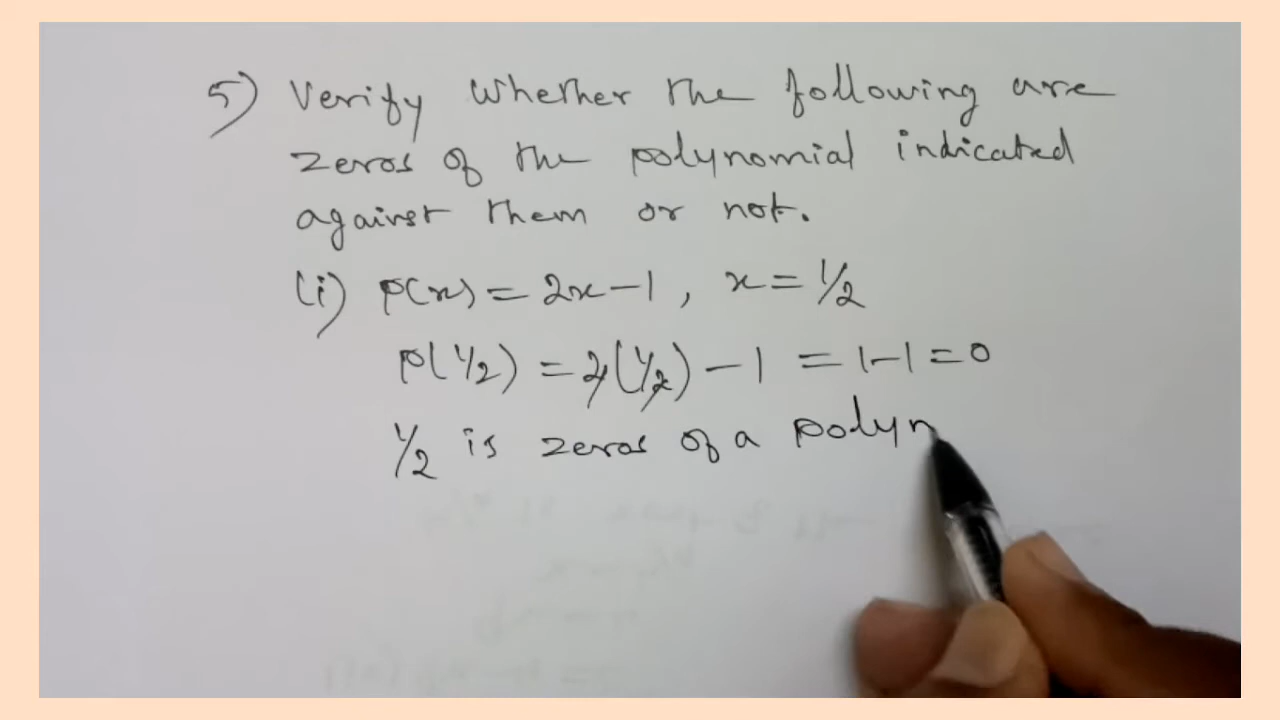 5) Verify whether the following are
zeros of the polynomial indicated
against them or not.
(i) p(x) = 2x-1, x = 1/2
p(1/2) = 2(1/2) - 1 = 1-1 = 0
1/2 is zeros of a polyn